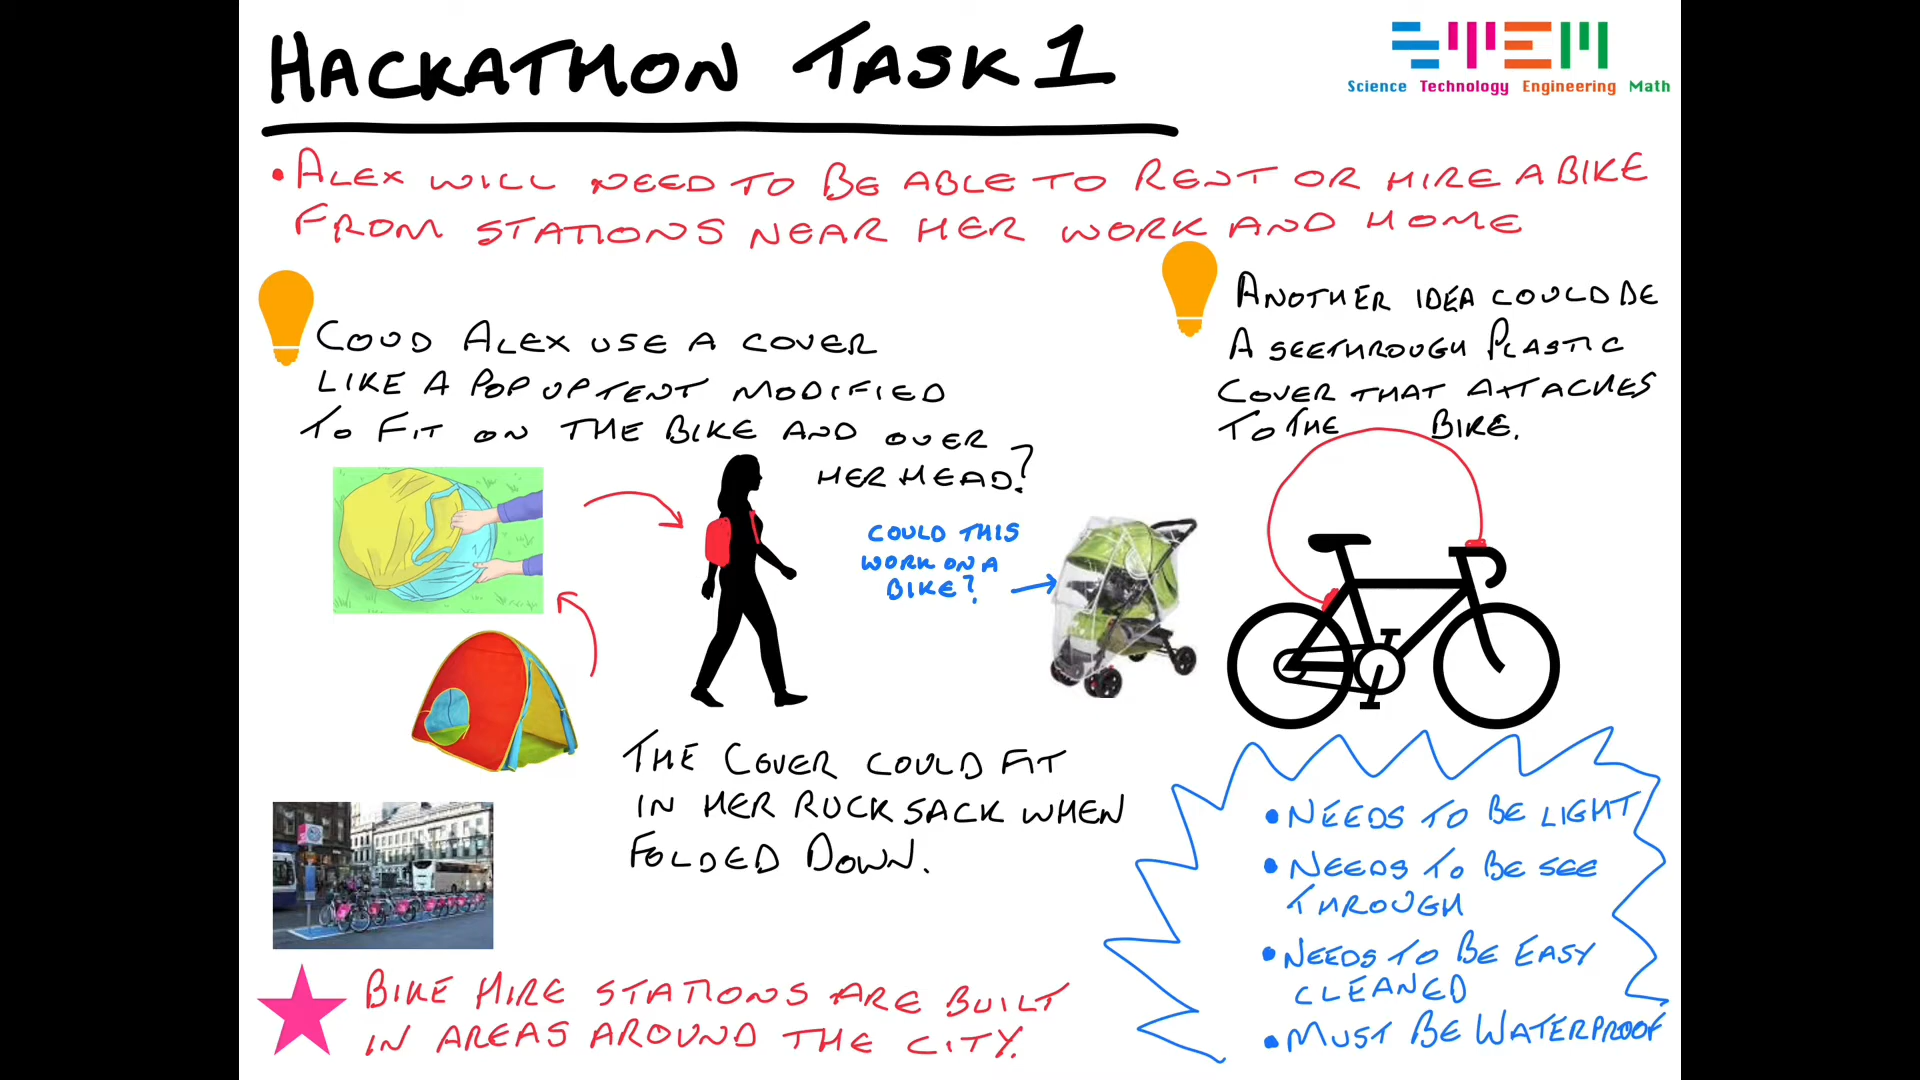 HACKATHON TASK 1
Science Technology Engineering Math
• ALEX WILL NEED TO BE ABLE TO RENT OR HIRE A BIKE
FROM STATIONS NEAR HER WORK AND HOME
COUD ALEX USE A COVER
LIKE A POP UP TENT MODIFIED
TO FIT ON THE BIKE AND OVER
HER HEAD?
ANOTHER IDEA COULD BE
A SEETHROUGH PLASTIC
COVER THAT ATTACHES
TO THE BIKE.
COULD THIS
WORK ON A
BIKE?
THE COVER COULD FIT
IN HER RUCKSACK WHEN
FOLDED DOWN.
• NEEDS TO BE LIGHT
• NEEDS TO BE SEE
THROUGH
• NEEDS TO BE EASY
CLEANED
• MUST BE WATERPROOF
BIKE HIRE STATIONS ARE BUILT
IN AREAS AROUND THE CITY.